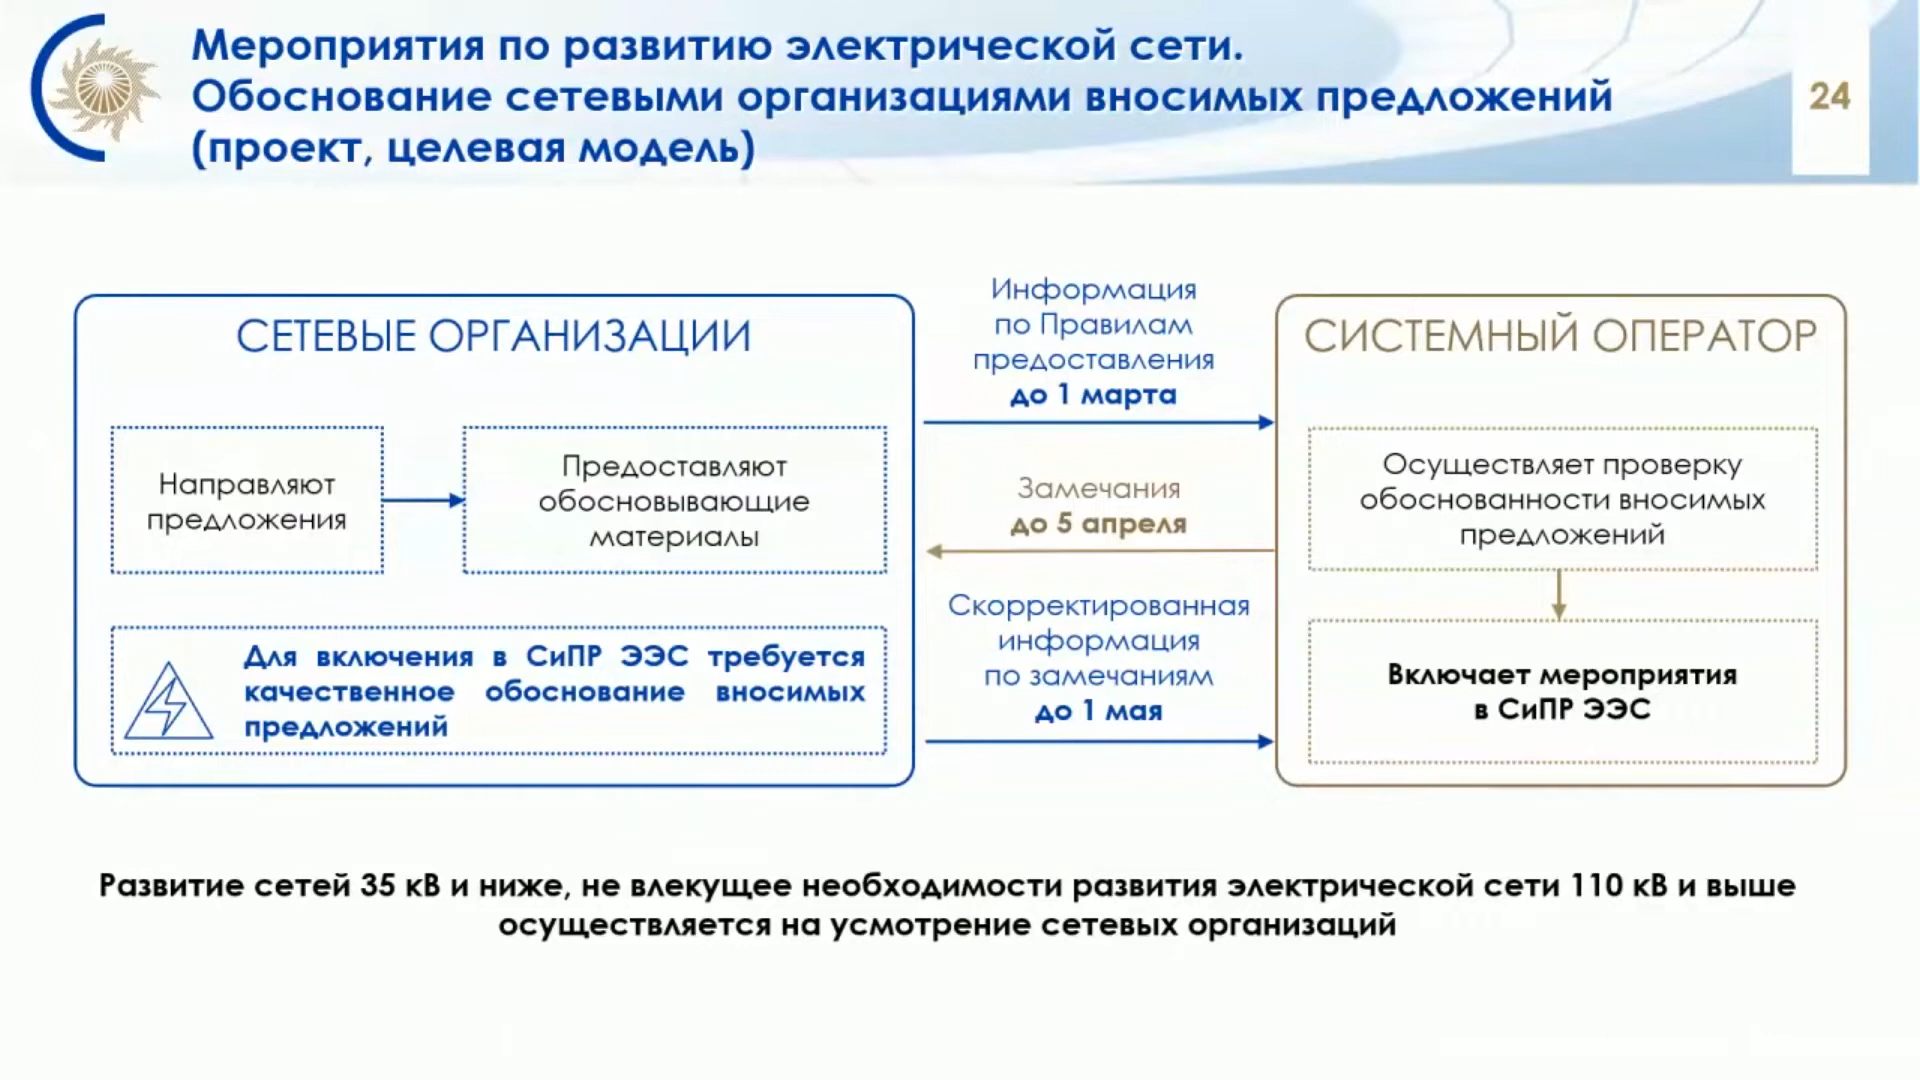 Мероприятия по развитию электрической сети.
Обоснование сетевыми организациями вносимых предложений
(проект, целевая модель)
24
СЕТЕВЫЕ ОРГАНИЗАЦИИ
Направляют
предложения
Предоставляют
обосновывающие
материалы
Для включения в СиПР ЭЭС требуется
качественное обоснование вносимых
предложений
Информация
по Правилам
предоставления
до 1 марта
Замечания
до 5 апреля
Скорректированная
информация
по замечаниям
до 1 мая
СИСТЕМНЫЙ ОПЕРАТОР
Осуществляет проверку
обоснованности вносимых
предложений
Включает мероприятия
в СиПР ЭЭС
Развитие сетей 35 кВ и ниже, не влекущее необходимости развития электрической сети 110 кВ и выше
осуществляется на усмотрение сетевых организаций